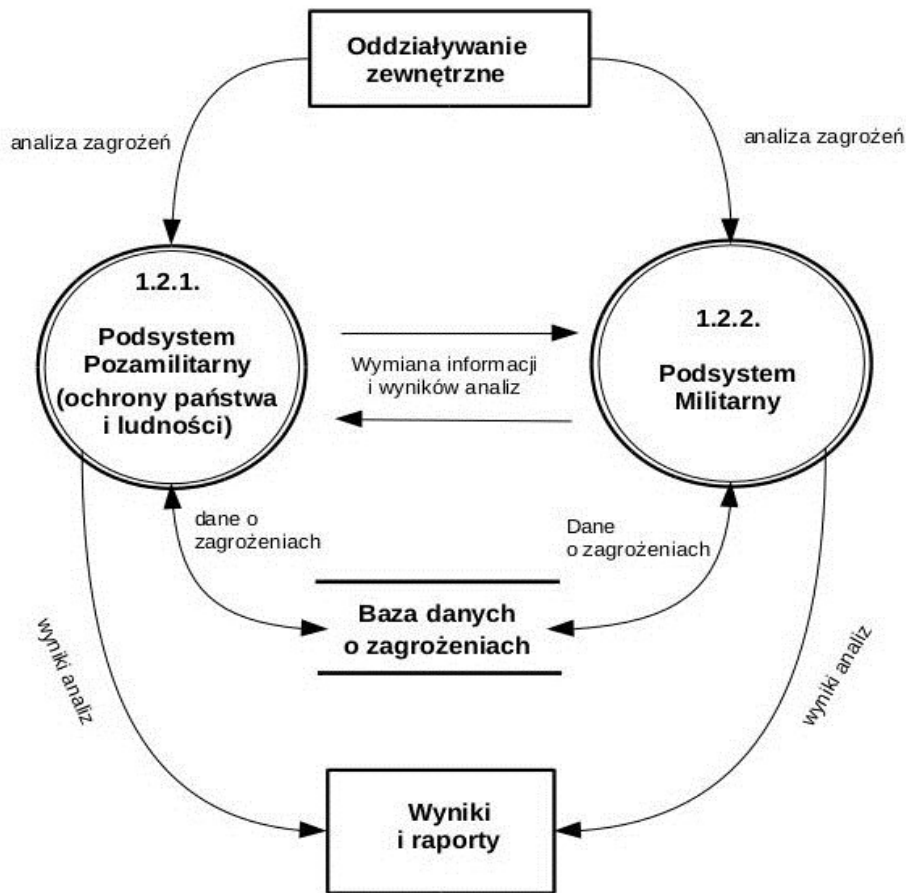 Oddziaływanie
zewnętrzne
analiza zagrożeń
analiza zagrożeń
1.2.1.
Podsystem
Pozamilitarny
(ochrony państwa
i ludności)
Wymiana informacji
i wyników analiz
1.2.2.
Podsystem
Militarny
dane o
zagrożeniach
Dane
o zagrożeniach
Baza danych
o zagrożeniach
wyniki analiz
wyniki analiz
Wyniki
i raporty